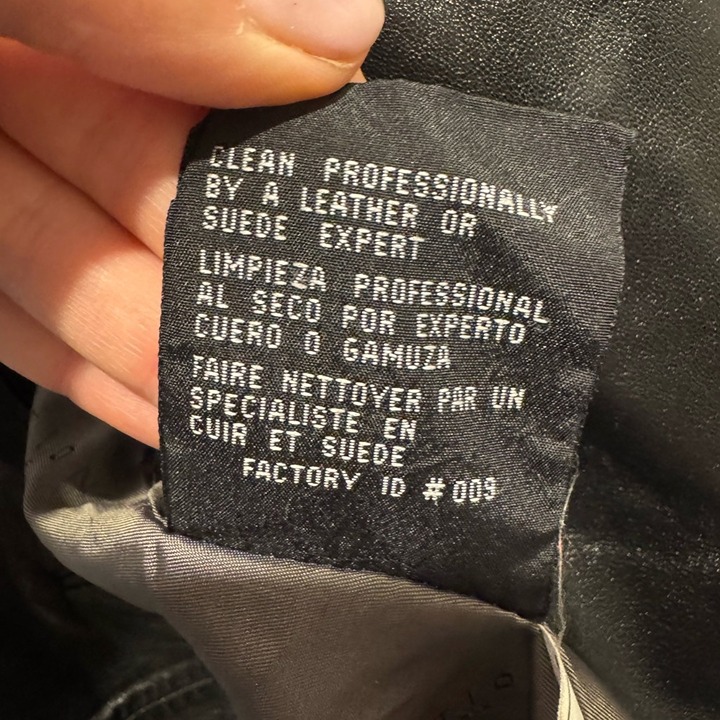 CLEAN PROFESSIONALLY
BY A LEATHER OR
SUEDE EXPERT
LIMPIEZA PROFESSIONAL
AL SECO POR EXPERTO
CUERO O GAMUZA
FAIRE NETTOYER PAR UN
SPECIALISTE EN
CUIR ET SUEDE
FACTORY ID # 009